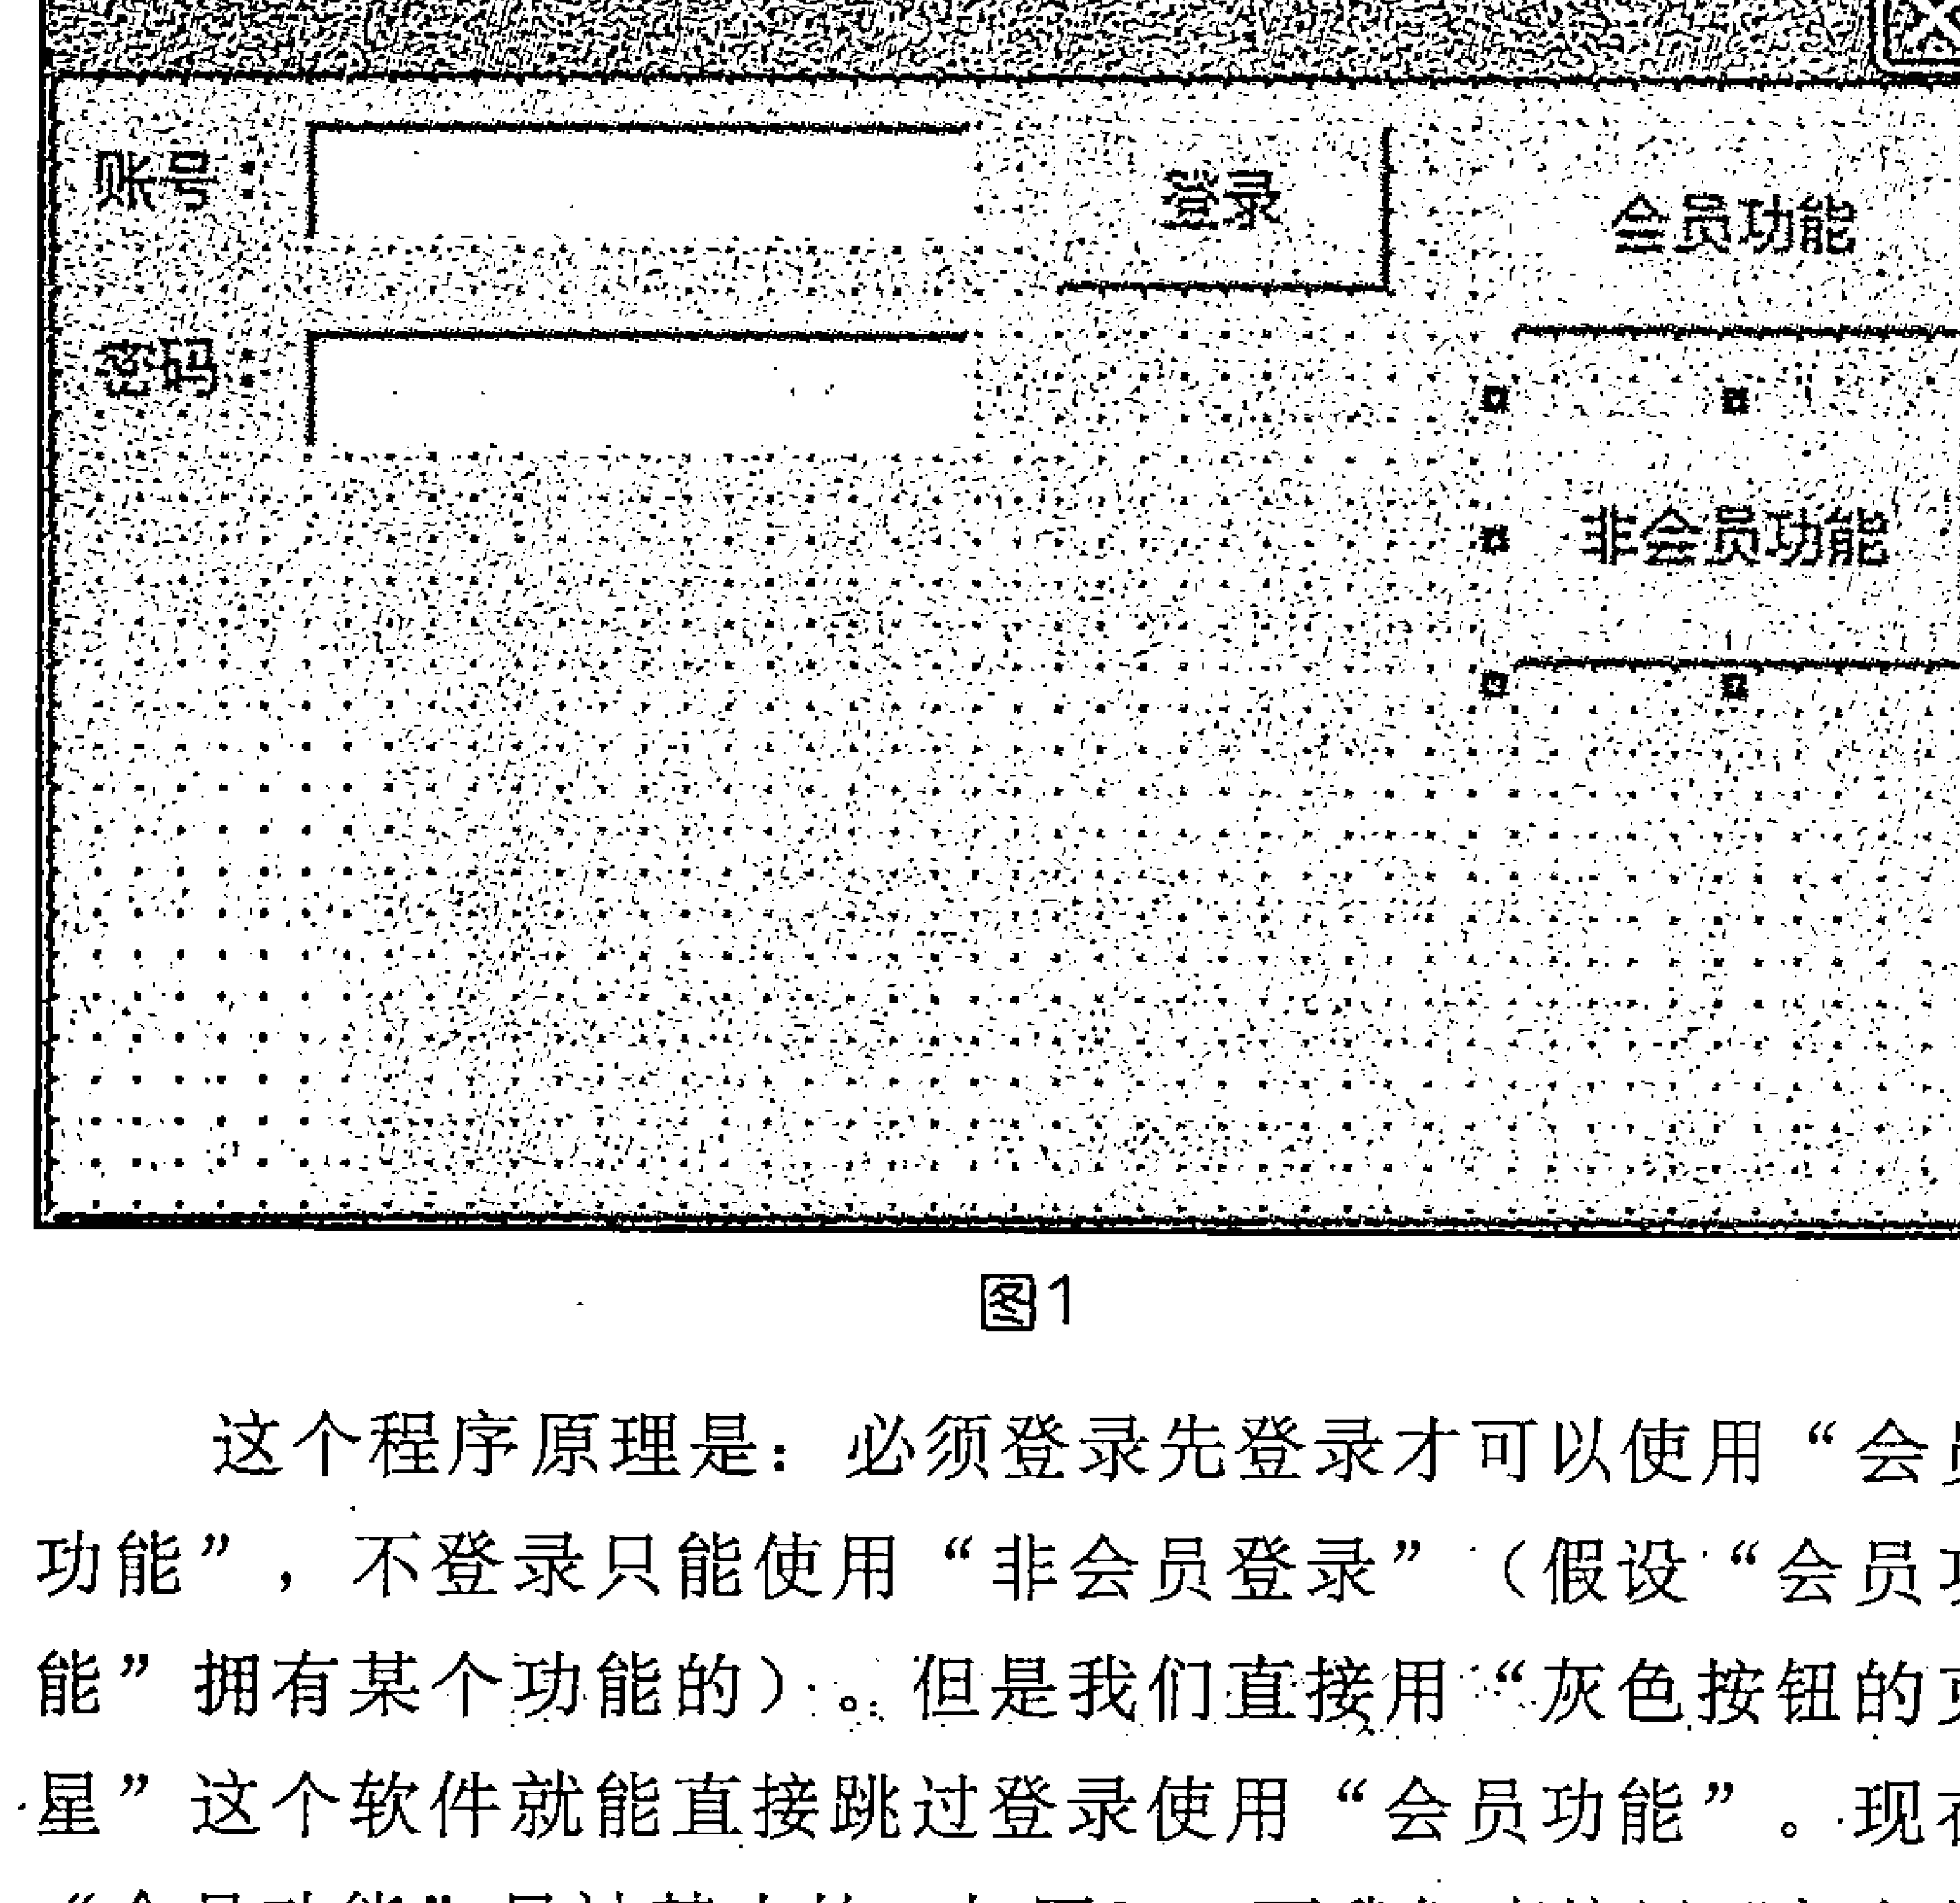 账号：
登录
会员功能
密码：
非会员功能
图1
这个程序原理是：必须登录先登录才可以使用“会员
功能”，不登录只能使用“非会员登录”（假设“会员功
能”拥有某个功能的）。但是我们直接用“灰色按钮的克
星”这个软件就能直接跳过登录使用“会员功能”。现在